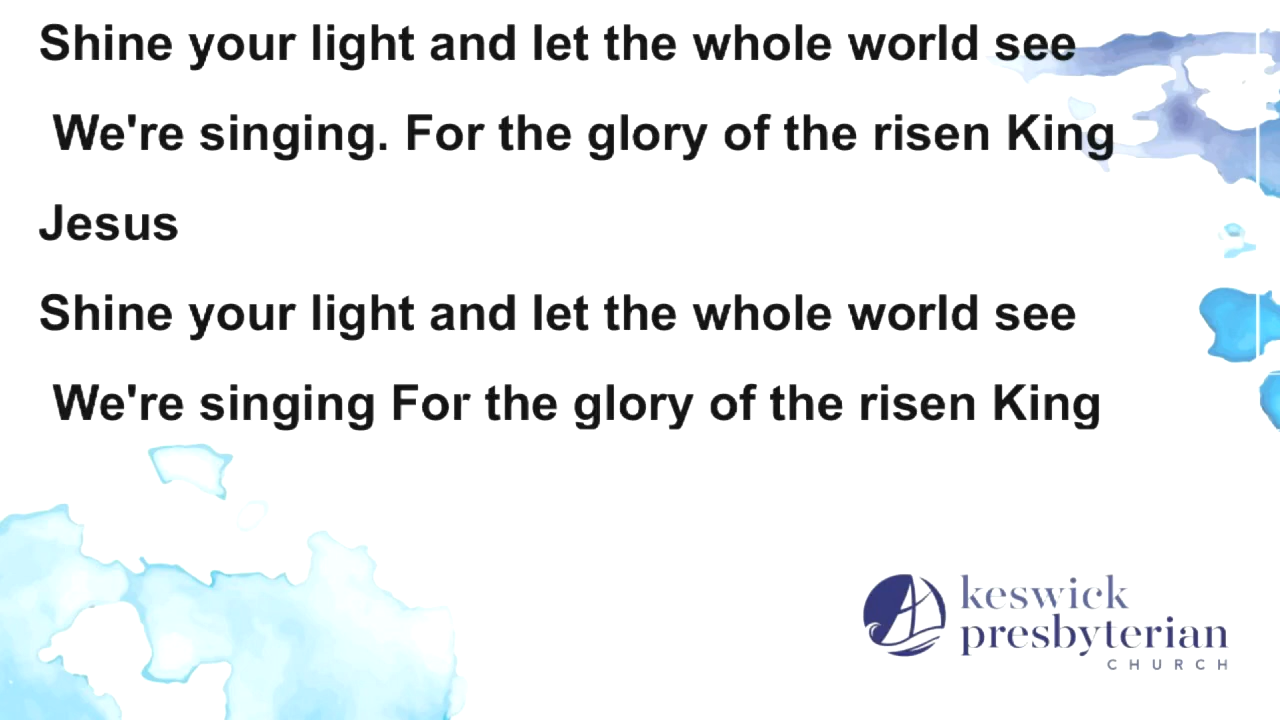 Shine your light and let the whole world see
We're singing. For the glory of the risen King
Jesus
Shine your light and let the whole world see
We're singing For the glory of the risen King
keswick
presbyterian
CHURCH